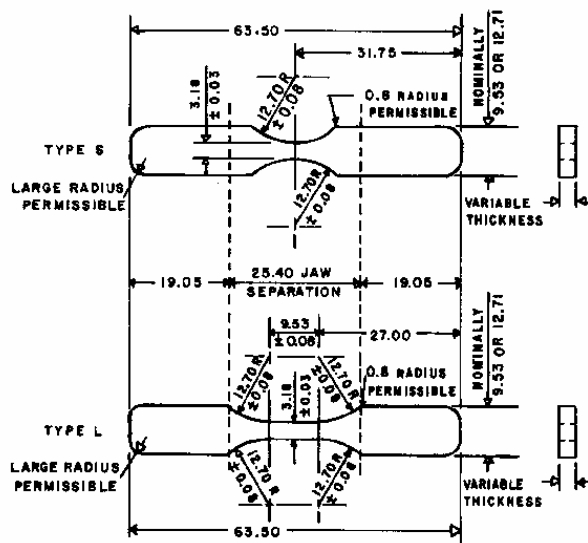 63.50
31.75
3.18
± 0.03
12.70 R
± 0.08
0.8 RADIUS
PERMISSIBLE
NOMINALLY
9.53 OR 12.71
TYPE S
LARGE RADIUS
PERMISSIBLE
12.70 R
± 0.08
VARIABLE
THICKNESS
19.05
25.40 JAW
SEPARATION
19.05
9.53
± 0.08
27.00
12.70 R
± 0.08
3.18
± 0.03
12.70 R
± 0.08
0.8 RADIUS
PERMISSIBLE
NOMINALLY
9.53 OR 12.71
TYPE L
LARGE RADIUS
PERMISSIBLE
12.70 R
± 0.08
12.70 R
± 0.08
VARIABLE
THICKNESS
63.50